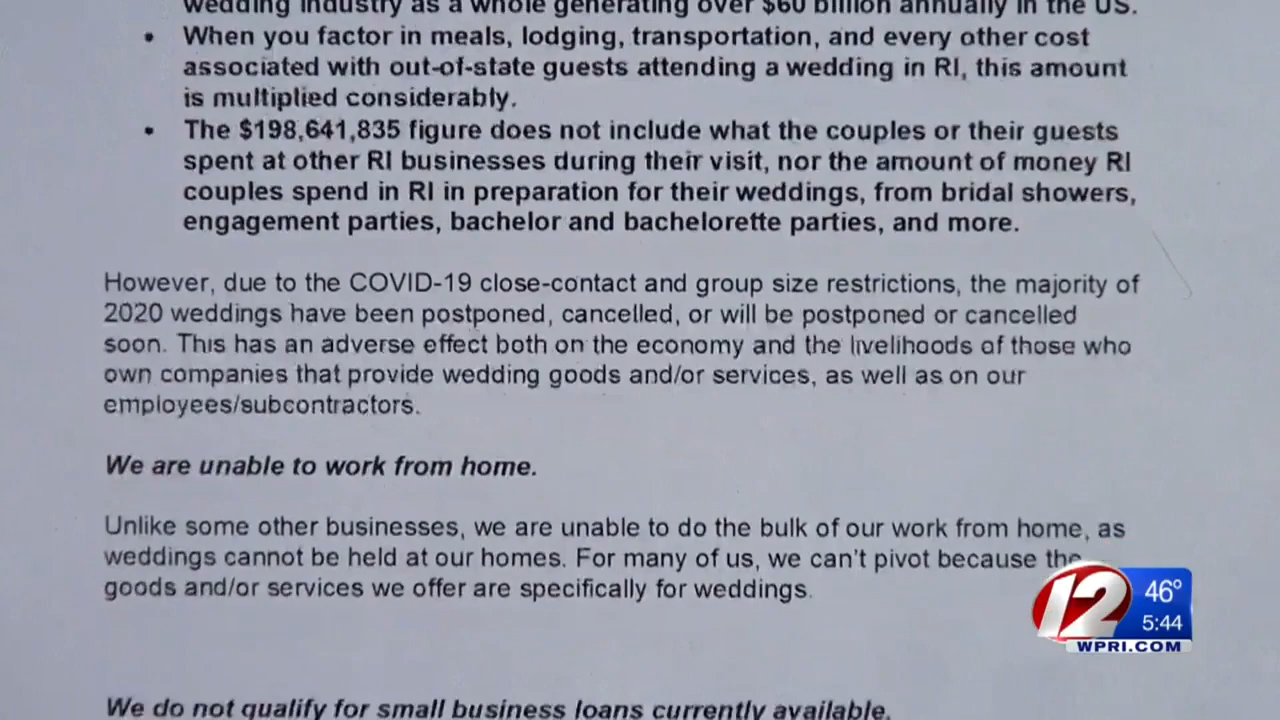 wedding industry as a whole generating over $60 billion annually in the US.
• When you factor in meals, lodging, transportation, and every other cost
associated with out-of-state guests attending a wedding in RI, this amount
is multiplied considerably.
• The $198,641,835 figure does not include what the couples or their guests
spent at other RI businesses during their visit, nor the amount of money RI
couples spend in RI in preparation for their weddings, from bridal showers,
engagement parties, bachelor and bachelorette parties, and more.
However, due to the COVID-19 close-contact and group size restrictions, the majority of
2020 weddings have been postponed, cancelled, or will be postponed or cancelled
soon. This has an adverse effect both on the economy and the livelihoods of those who
own companies that provide wedding goods and/or services, as well as on our
employees/subcontractors.
We are unable to work from home.
Unlike some other businesses, we are unable to do the bulk of our work from home, as
weddings cannot be held at our homes. For many of us, we can't pivot because the
goods and/or services we offer are specifically for weddings.
12 46°
5:44
WPRI.COM
We do not qualify for small business loans currently available.